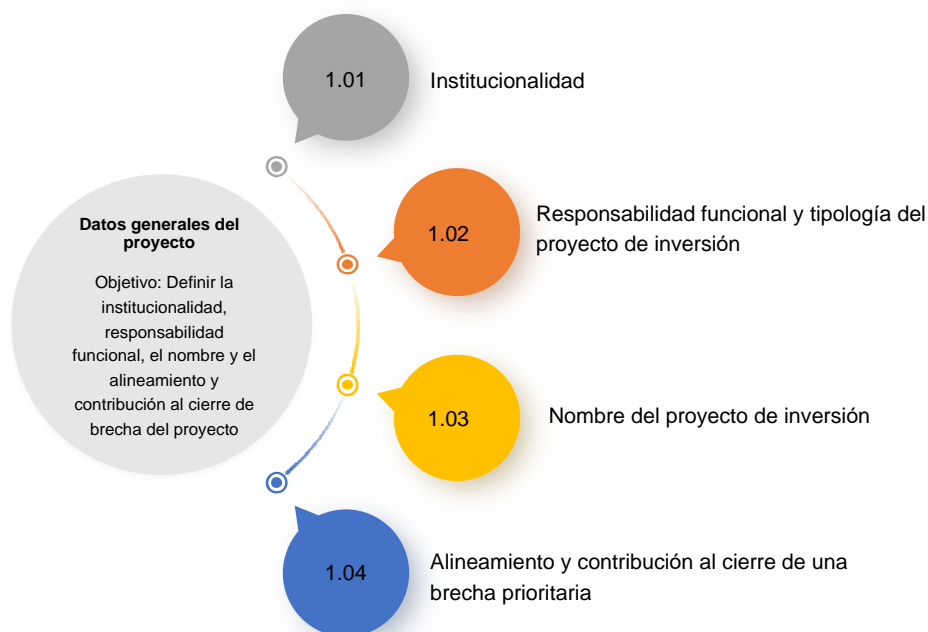 1.01
Institucionalidad
1.02
Responsabilidad funcional y tipología del
proyecto de inversión
Datos generales del
proyecto
Objetivo: Definir la
institucionalidad,
responsabilidad
funcional, el nombre y el
alineamiento y
contribución al cierre de
brecha del proyecto
1.03
Nombre del proyecto de inversión
1.04
Alineamiento y contribución al cierre de una
brecha prioritaria